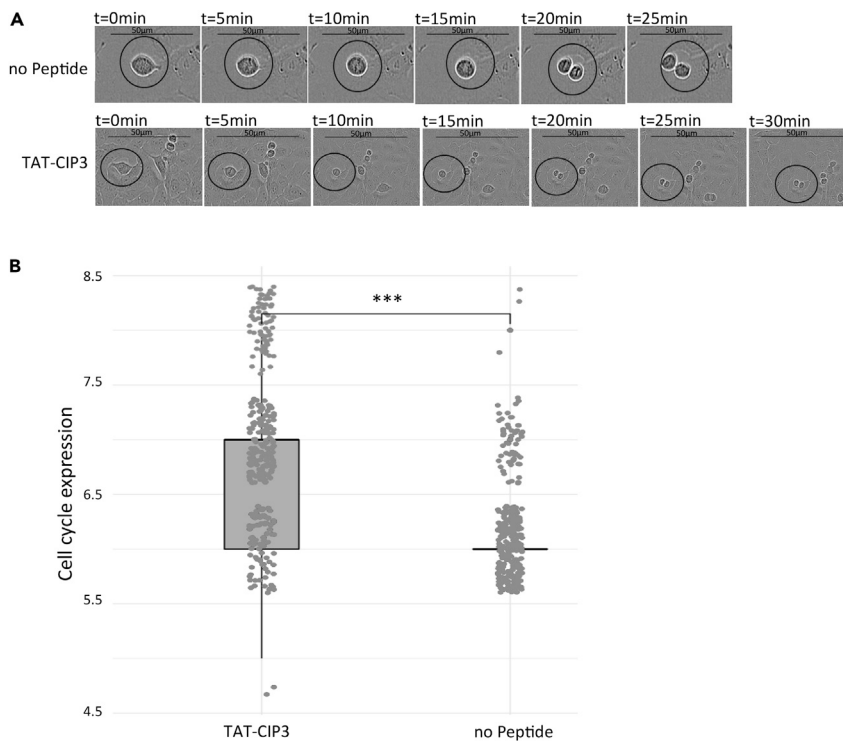 A
t=0min t=5min t=10min t=15min t=20min t=25min
50µm 50µm 50µm 50µm 50µm 50µm
no Peptide
t=0min t=5min t=10min t=15min t=20min t=25min t=30min
50µm 50µm 50µm 50µm 50µm 50µm 50µm
TAT-CIP3
B
8.5
***
7.5
Cell cycle expression
6.5
5.5
4.5
TAT-CIP3 no Peptide